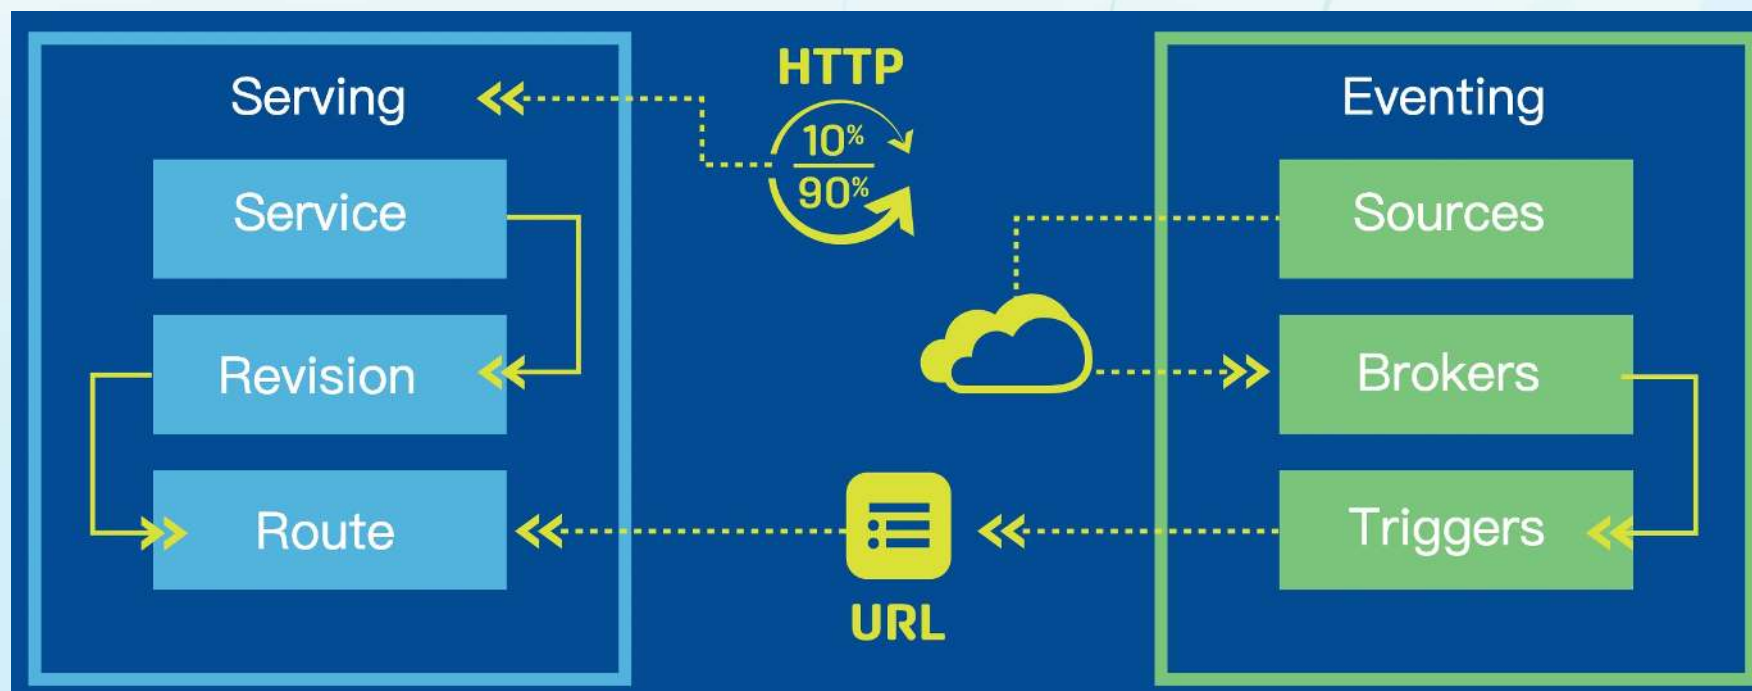 Serving
Service
Revision
Route
HTTP
10%
90%
URL
Eventing
Sources
Brokers
Triggers